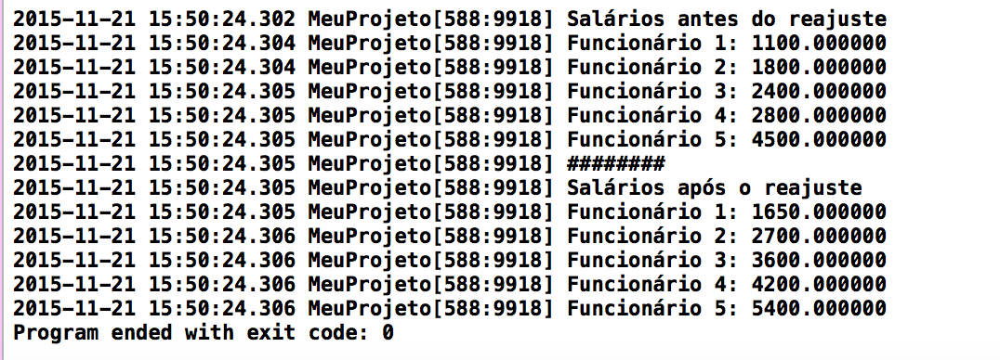 2015-11-21 15:50:24.302 MeuProjeto[588:9918] Salários antes do reajuste
2015-11-21 15:50:24.304 MeuProjeto[588:9918] Funcionário 1: 1100.000000
2015-11-21 15:50:24.304 MeuProjeto[588:9918] Funcionário 2: 1800.000000
2015-11-21 15:50:24.305 MeuProjeto[588:9918] Funcionário 3: 2400.000000
2015-11-21 15:50:24.305 MeuProjeto[588:9918] Funcionário 4: 2800.000000
2015-11-21 15:50:24.305 MeuProjeto[588:9918] Funcionário 5: 4500.000000
2015-11-21 15:50:24.305 MeuProjeto[588:9918] ########
2015-11-21 15:50:24.305 MeuProjeto[588:9918] Salários após o reajuste
2015-11-21 15:50:24.305 MeuProjeto[588:9918] Funcionário 1: 1650.000000
2015-11-21 15:50:24.306 MeuProjeto[588:9918] Funcionário 2: 2700.000000
2015-11-21 15:50:24.306 MeuProjeto[588:9918] Funcionário 3: 3600.000000
2015-11-21 15:50:24.306 MeuProjeto[588:9918] Funcionário 4: 4200.000000
2015-11-21 15:50:24.306 MeuProjeto[588:9918] Funcionário 5: 5400.000000
Program ended with exit code: 0